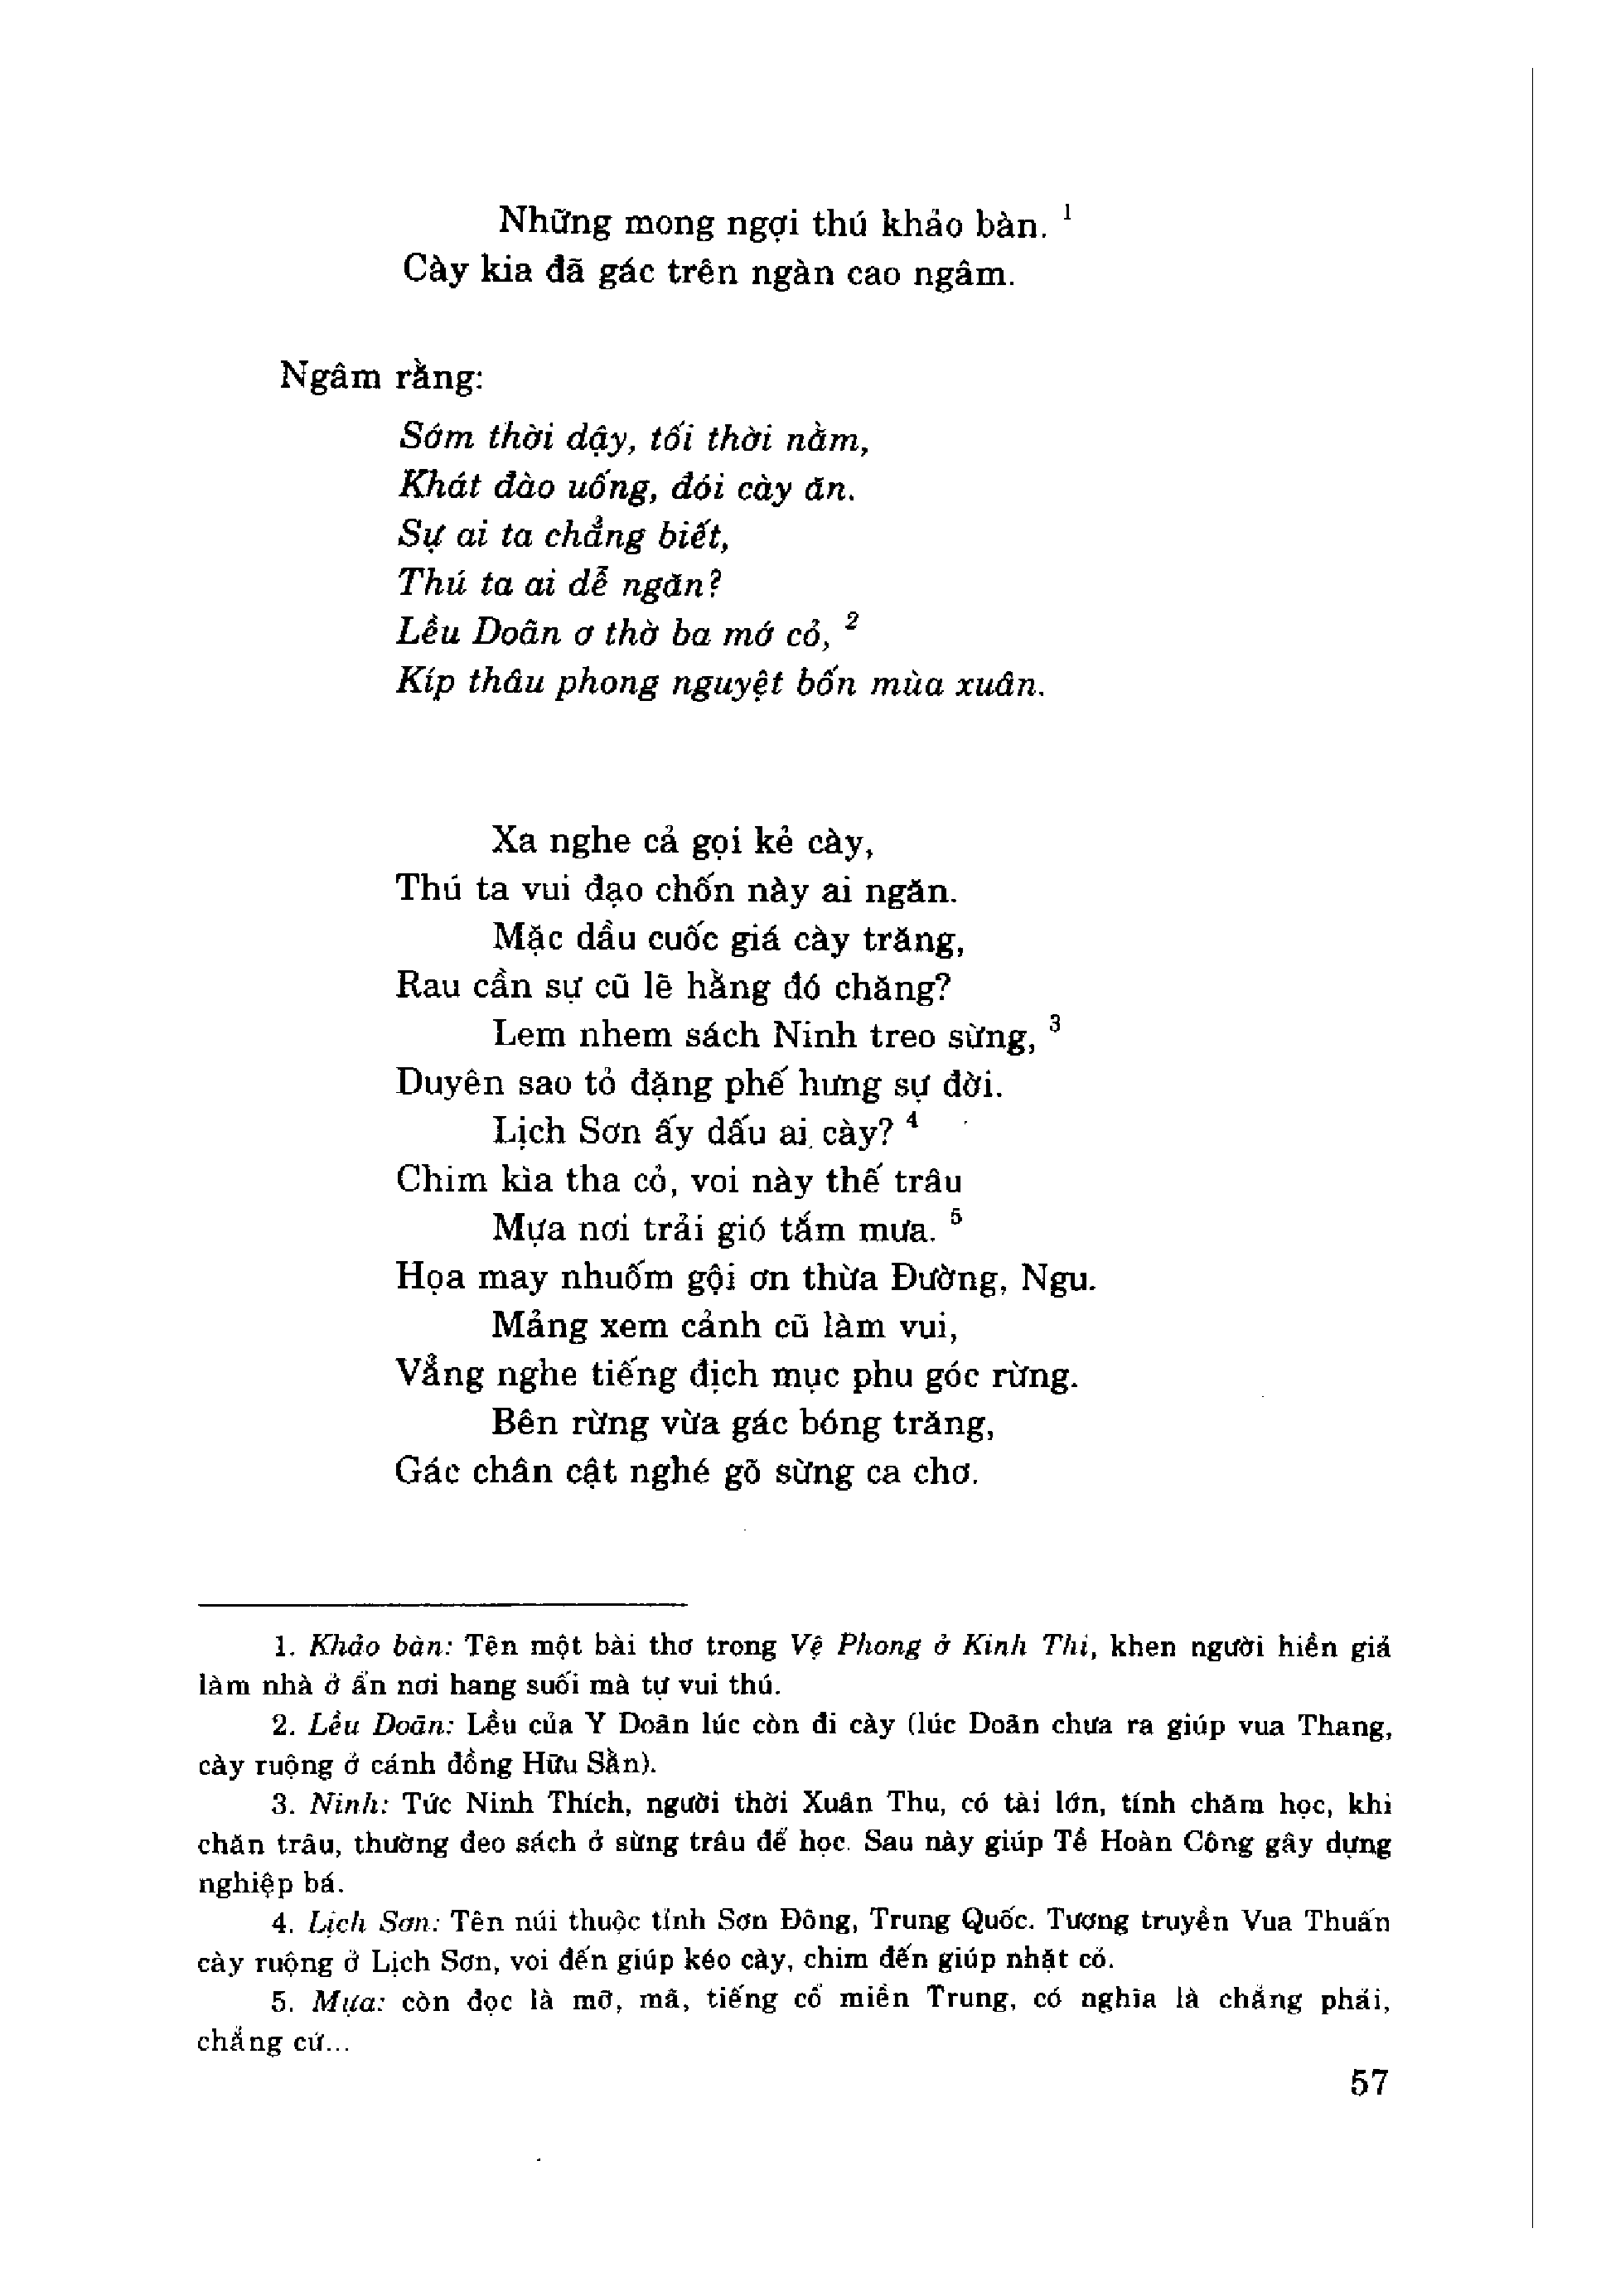 Những mong ngợi thú khảo bàn. 1
Cày kia đã gác trên ngàn cao ngâm.
Ngâm rằng:
Sớm thời dậy, tối thời nằm,
Khát đào uống, đói cày ăn.
Sự ai ta chẳng biết,
Thú ta ai dễ ngăn?
Lều Doãn ơ thờ ba mớ cỏ, 2
Kíp thâu phong nguyệt bốn mùa xuân.
Xa nghe cả gọi kẻ cày,
Thú ta vui đạo chốn này ai ngăn.
Mặc dầu cuốc giá cày trăng,
Rau cần sự cũ lẽ hằng đó chăng?
Lem nhem sách Ninh treo sừng, 3
Duyên sao tỏ đặng phế hưng sự đời.
Lịch Sơn ấy dấu ai cày? 4
Chim kìa tha cỏ, voi này thế trâu
Mựa nơi trải gió tắm mưa. 5
Họa may nhuốm gội ơn thừa Đường, Ngu.
Mảng xem cảnh cũ làm vui,
Vẳng nghe tiếng địch mục phu góc rừng.
Bên rừng vừa gác bóng trăng,
Gác chân cật nghé gõ sừng ca chơ.
1. Khảo bàn: Tên một bài thơ trong Vệ Phong ở Kinh Thi, khen người hiền giả
làm nhà ở ẩn nơi hang suối mà tự vui thú.
2. Lều Doãn: Lều của Y Doãn lúc còn đi cày (lúc Doãn chưa ra giúp vua Thang,
cày ruộng ở cánh đồng Hữu Sằn).
3. Ninh: Tức Ninh Thích, người thời Xuân Thu, có tài lớn, tính chăm học, khi
chăn trâu, thường đeo sách ở sừng trâu để học. Sau này giúp Tề Hoàn Công gây dựng
nghiệp bá.
4. Lịch Sơn: Tên núi thuộc tỉnh Sơn Đông, Trung Quốc. Tương truyền Vua Thuấn
cày ruộng ở Lịch Sơn, voi đến giúp kéo cày, chim đến giúp nhặt cỏ.
5. Mựa: còn đọc là mỡ, mã, tiếng cổ miền Trung, có nghĩa là chẳng phải,
chẳng cứ...
57